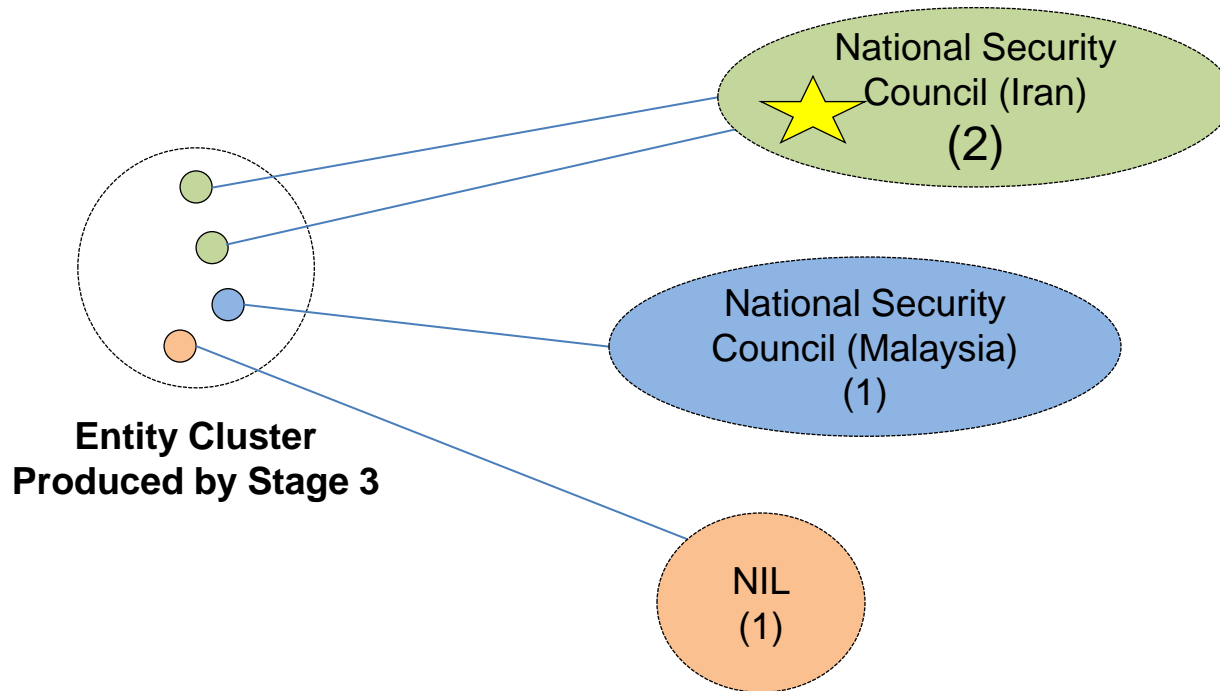 National Security
Council (Iran)
(2)
National Security
Council (Malaysia)
(1)
Entity Cluster
Produced by Stage 3
NIL
(1)